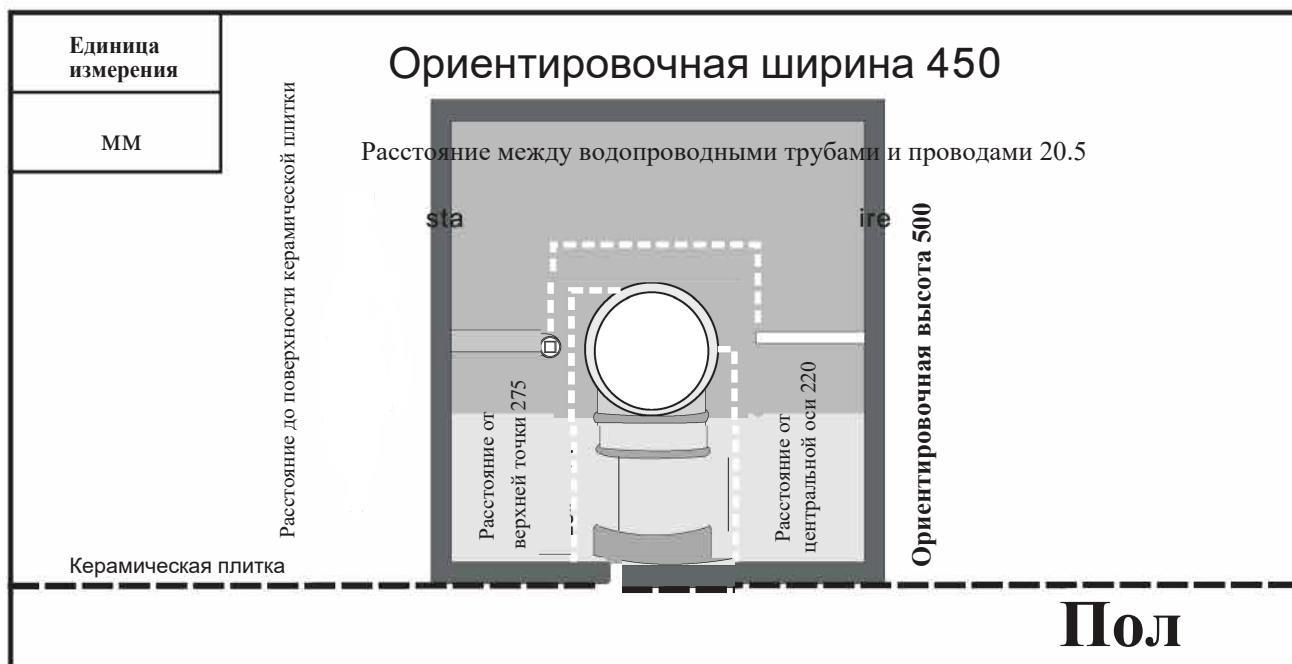 Единица
измерения
мм
Ориентировочная ширина 450
Расстояние между водопроводными трубами и проводами 20.5
Расстояние до поверхности керамической плитки
sta
ire
Ориентировочная высота 500
Расстояние от
верхней точки 275
Расстояние от
центральной оси 220
Керамическая плитка
Пол